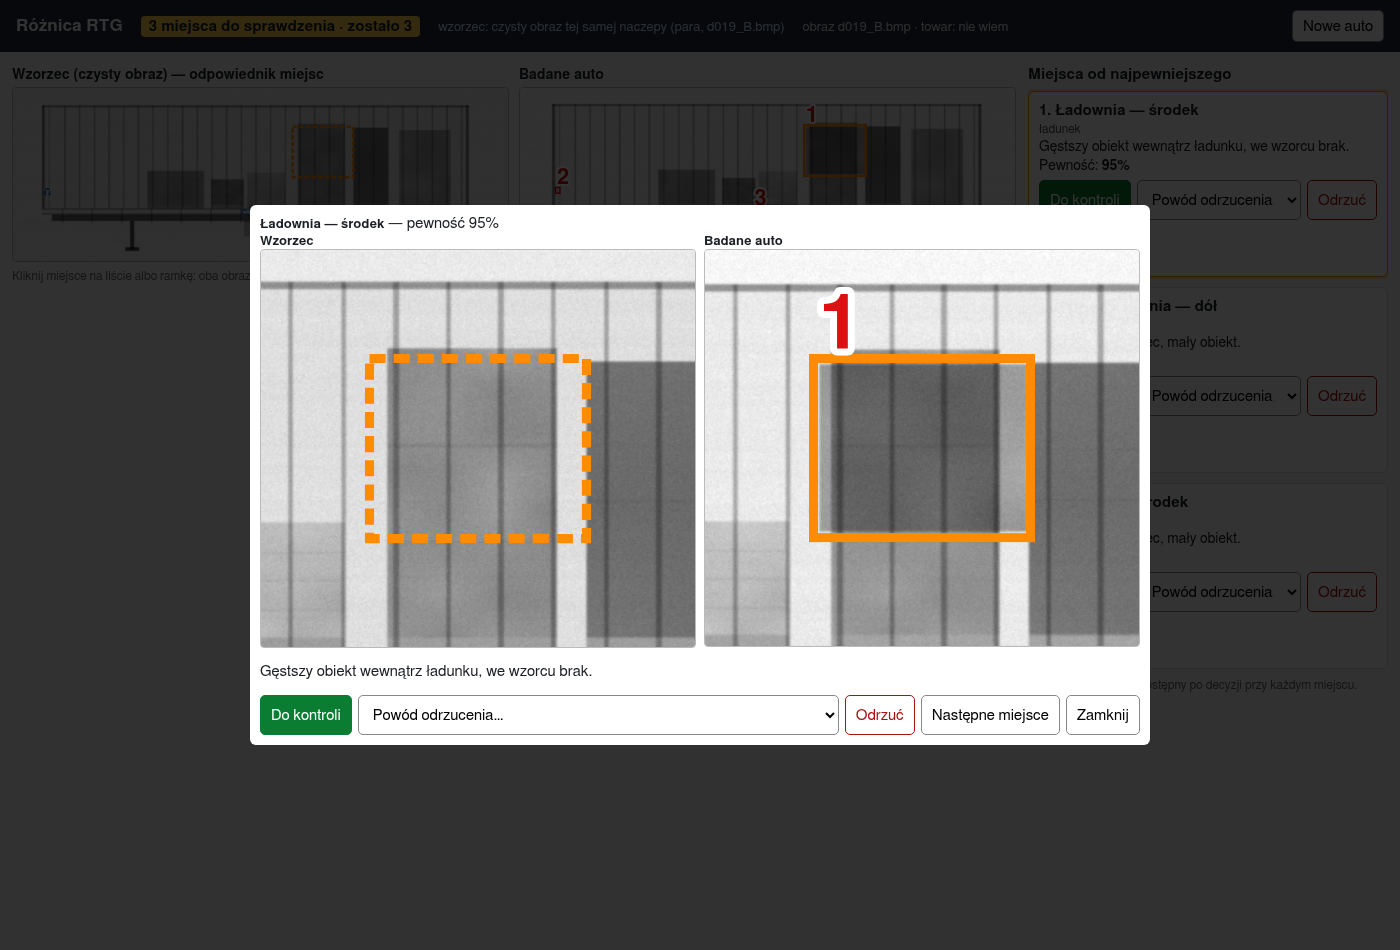 Różnica RTG
3 miejsca do sprawdzenia · zostało 3
wzorzec: czysty obraz tej samej naczepy (para, d019_B.bmp)
obraz d019_B.bmp · towar: nie wiem
Nowe auto
Wzorzec (czysty obraz) — odpowiednik miejsc
Badane auto
Miejsca od najpewniejszego
1
2
3
1. Ładownia — środek
ładunek
Gęstszy obiekt wewnątrz ładunku, we wzorcu brak.
Pewność: 95%
Do kontroli
Powód odrzucenia
Odrzuć
Kliknij miejsce na liście albo ramkę: oba
Ładownia — środek — pewność 95%
Wzorzec
Badane auto
1
Gęstszy obiekt wewnątrz ładunku, we wzorcu brak.
Do kontroli
Powód odrzucenia...
Odrzuć
Następne miejsce
Zamknij
— dół
mały obiekt.
Powód odrzucenia
Odrzuć
mały obiekt.
Powód odrzucenia
Odrzuć
po decyzji przy każdym miejscu.